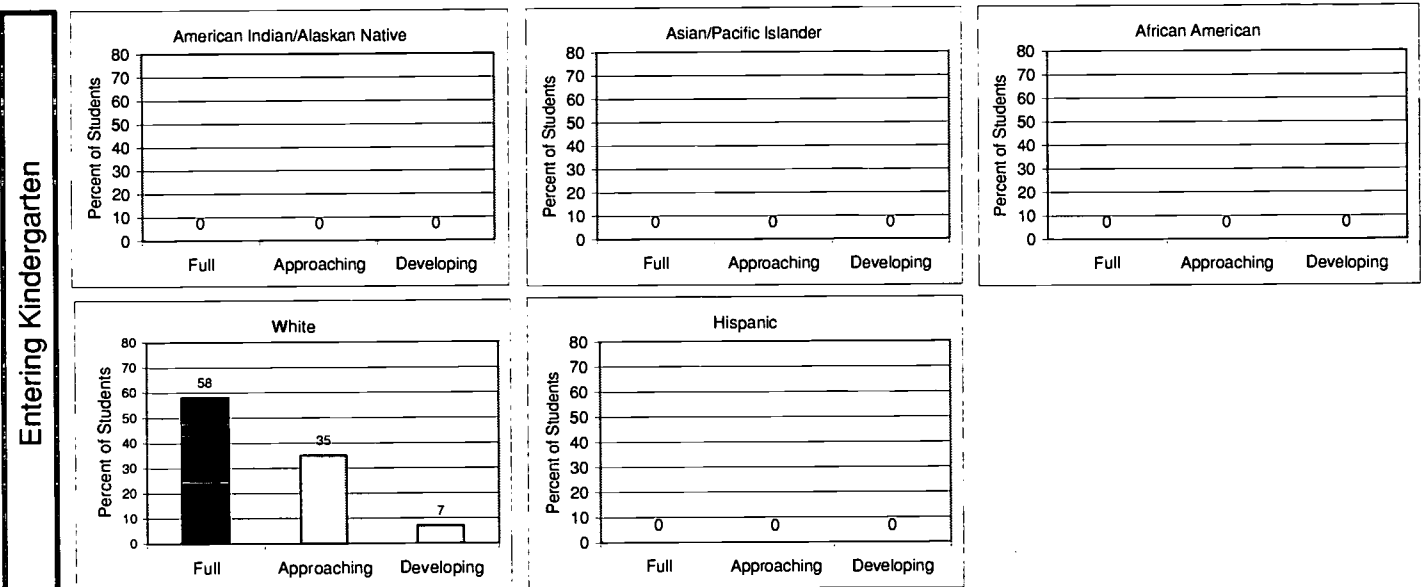 Entering Kindergarten
American Indian/Alaskan Native
Percent of Students
80
70
60
50
40
30
20
10
0
0 0 0
Full Approaching Developing
Asian/Pacific Islander
Percent of Students
80
70
60
50
40
30
20
10
0
0 0 0
Full Approaching Developing
African American
Percent of Students
80
70
60
50
40
30
20
10
0
0 0 0
Full Approaching Developing
White
Percent of Students
80
70
60
50
40
30
20
10
0
58
35
7
Full Approaching Developing
Hispanic
Percent of Students
80
70
60
50
40
30
20
10
0
0 0 0
Full Approaching Developing